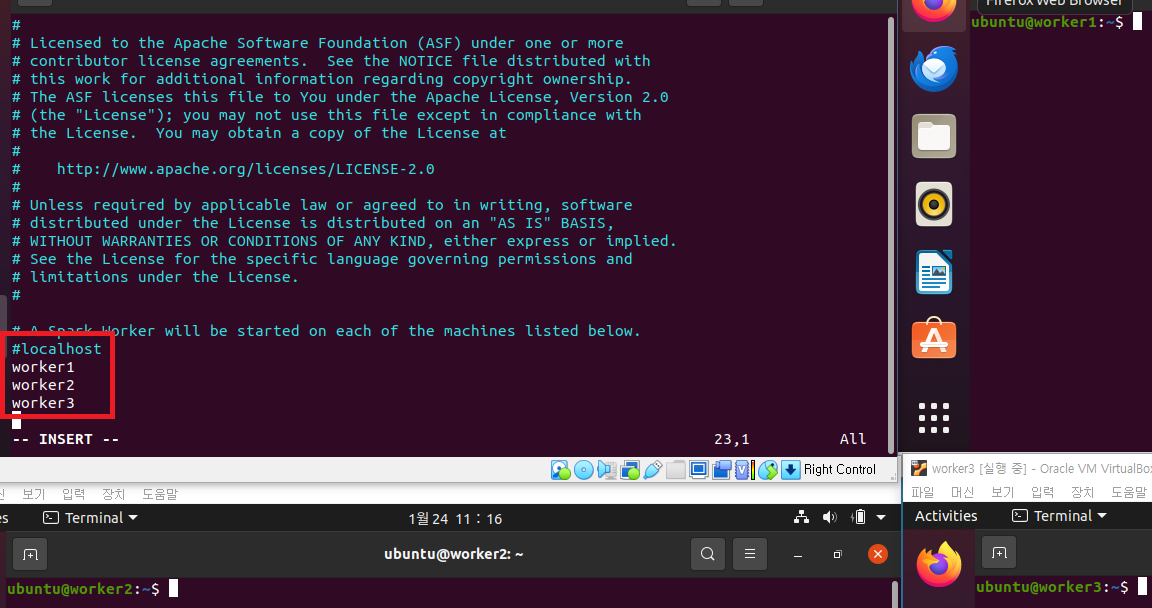 #
# Licensed to the Apache Software Foundation (ASF) under one or more
# contributor license agreements.  See the NOTICE file distributed with
# this work for additional information regarding copyright ownership.
# The ASF licenses this file to You under the Apache License, Version 2.0
# (the "License"); you may not use this file except in compliance with
# the License.  You may obtain a copy of the License at
#
#    http://www.apache.org/licenses/LICENSE-2.0
#
# Unless required by applicable law or agreed to in writing, software
# distributed under the License is distributed on an "AS IS" BASIS,
# WITHOUT WARRANTIES OR CONDITIONS OF ANY KIND, either express or implied.
# See the License for the specific language governing permissions and
# limitations under the License.
#
# A Spark Worker will be started on each of the machines listed below.
#localhost
worker1
worker2
worker3
-- INSERT --
23,1
All
Right Control
Firefox Web Browser
ubuntu@worker1:~$
보기 입력 장치 도움말
Terminal
1월 24 11 : 16
ubuntu@worker2: ~
ubuntu@worker2:~$
worker3 [실행 중] - Oracle VM VirtualBo
파일 머신 보기 입력 장치 도움말
Activities Terminal
ubuntu@worker3:~$